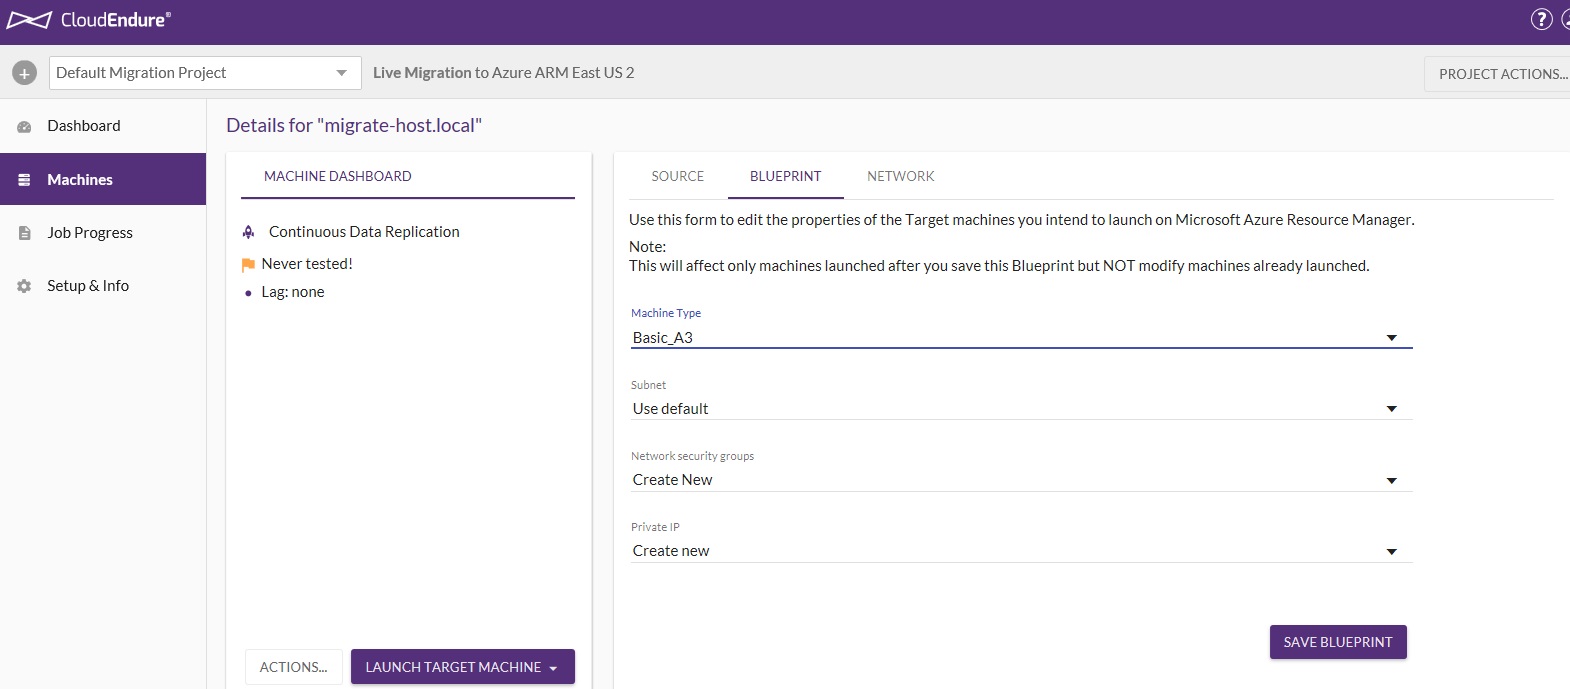 CloudEndure®
?
Default Migration Project
Live Migration to Azure ARM East US 2
PROJECT ACTIONS...
Dashboard
Machines
Job Progress
Setup & Info
Details for "migrate-host.local"
MACHINE DASHBOARD
Continuous Data Replication
Never tested!
Lag: none
ACTIONS...
LAUNCH TARGET MACHINE
SOURCE
BLUEPRINT
NETWORK
Use this form to edit the properties of the Target machines you intend to launch on Microsoft Azure Resource Manager.
Note:
This will affect only machines launched after you save this Blueprint but NOT modify machines already launched.
Machine Type
Basic_A3
Subnet
Use default
Network security groups
Create New
Private IP
Create new
SAVE BLUEPRINT